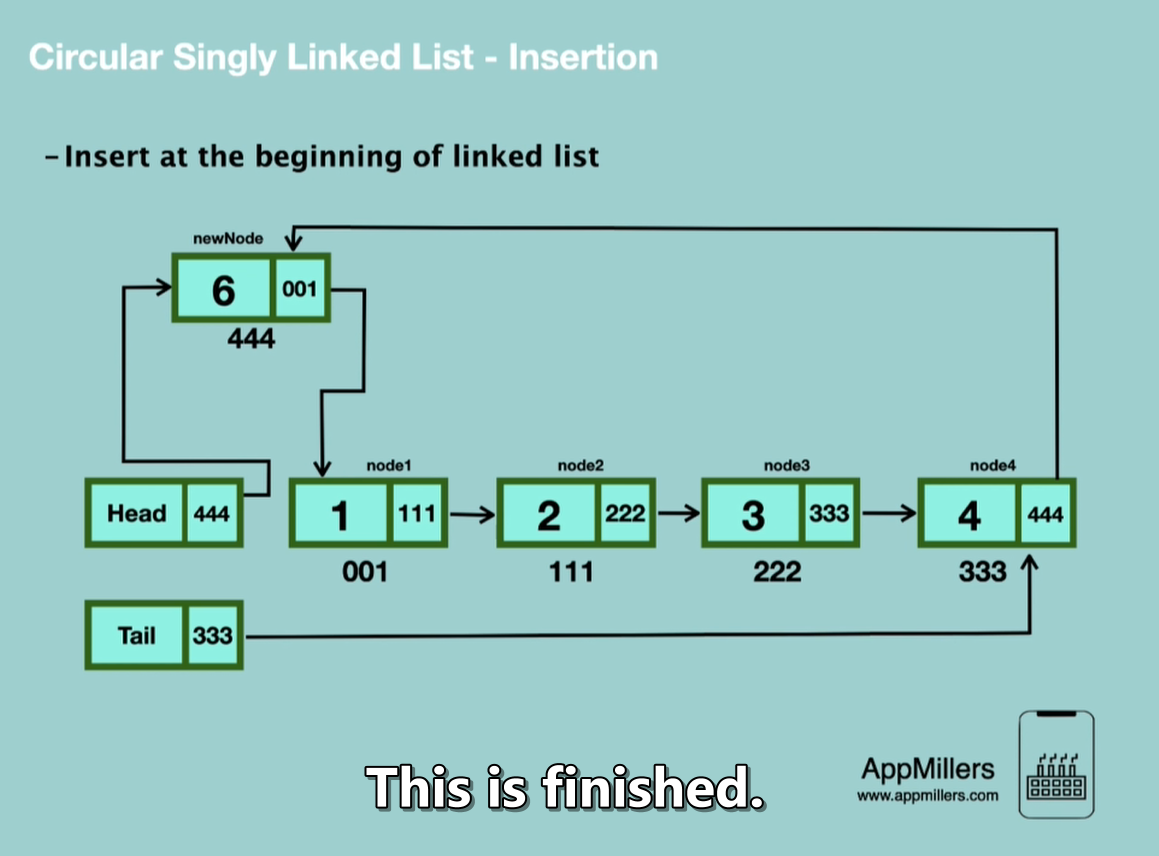 Circular Singly Linked List - Insertion
– Insert at the beginning of linked list
newNode
6 001
444
node1 node2 node3 node4
Head 444 1 111 2 222 3 333 4 444
001 111 222 333
Tail 333
This is finished.
AppMillers
www.appmillers.com